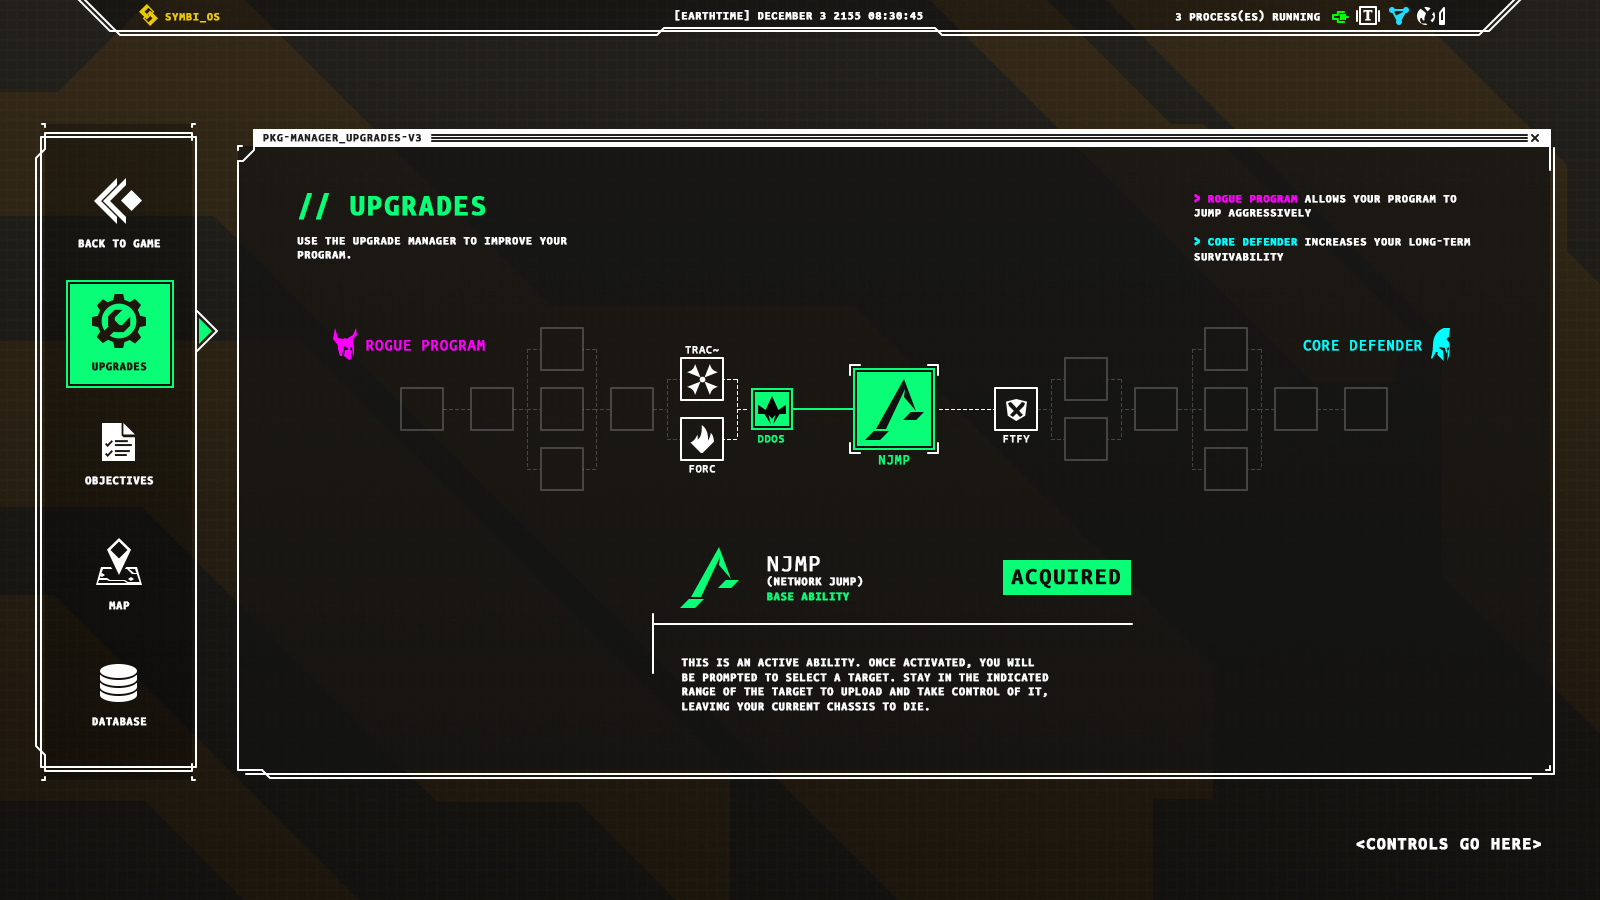 SYMBI_OS
[EARTHTIME] DECEMBER 3 2155 08:30:45
3 PROCESS(ES) RUNNING
T
PKG-MANAGER_UPGRADES-V3
BACK TO GAME
UPGRADES
OBJECTIVES
MAP
DATABASE
// UPGRADES
USE THE UPGRADE MANAGER TO IMPROVE YOUR
PROGRAM.
> ROGUE PROGRAM ALLOWS YOUR PROGRAM TO
JUMP AGGRESSIVELY
> CORE DEFENDER INCREASES YOUR LONG-TERM
SURVIVABILITY
ROGUE PROGRAM
CORE DEFENDER
TRAC~
FORC
DDOS
NJMP
FTFY
NJMP
(NETWORK JUMP)
BASE ABILITY
ACQUIRED
THIS IS AN ACTIVE ABILITY. ONCE ACTIVATED, YOU WILL
BE PROMPTED TO SELECT A TARGET. STAY IN THE INDICATED
RANGE OF THE TARGET TO UPLOAD AND TAKE CONTROL OF IT,
LEAVING YOUR CURRENT CHASSIS TO DIE.
<CONTROLS GO HERE>